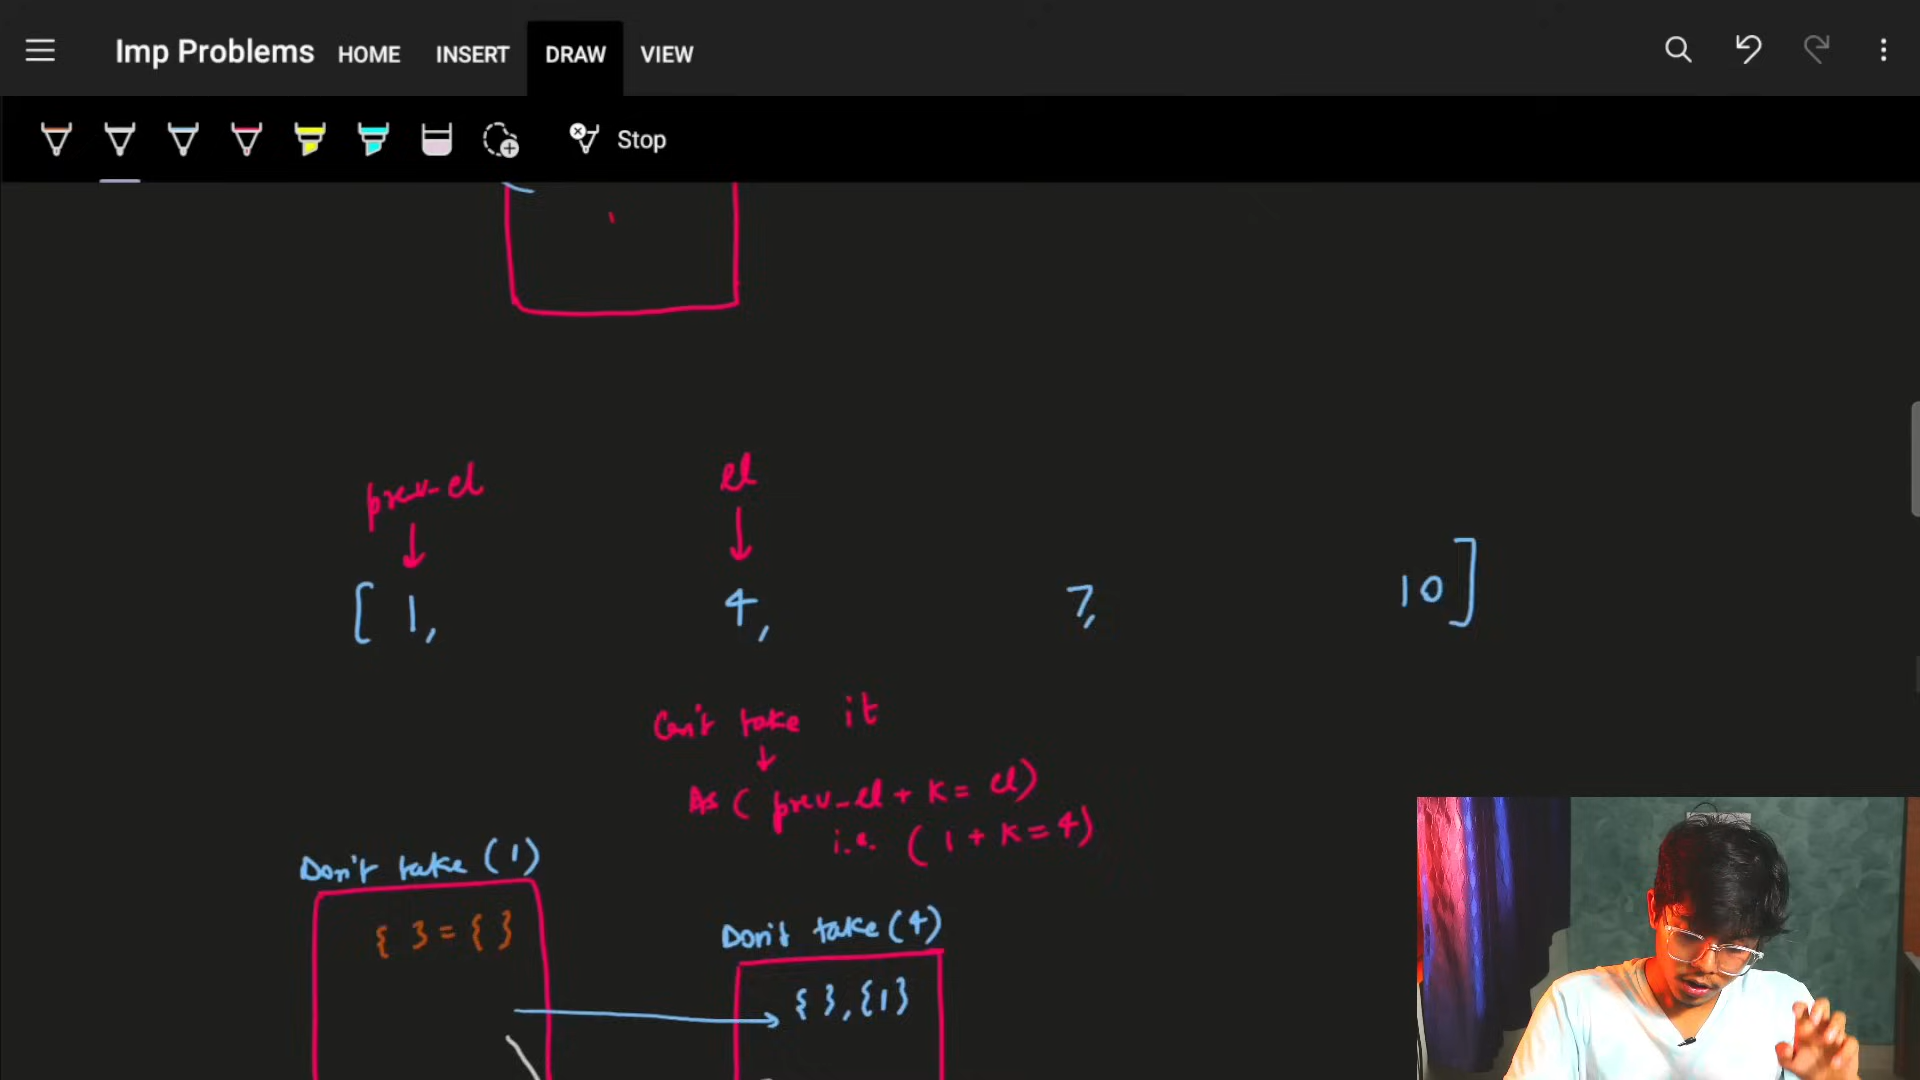 Imp Problems HOME INSERT DRAW VIEW
Stop
prev-el
el
[ 1, 4, 7, 10 ]
Can't take it
As ( prev-el + K = el)
i.e. ( 1 + K = 4 )
Don't take (1)
{ } = { }
Don't take (4)
{ }, {1}